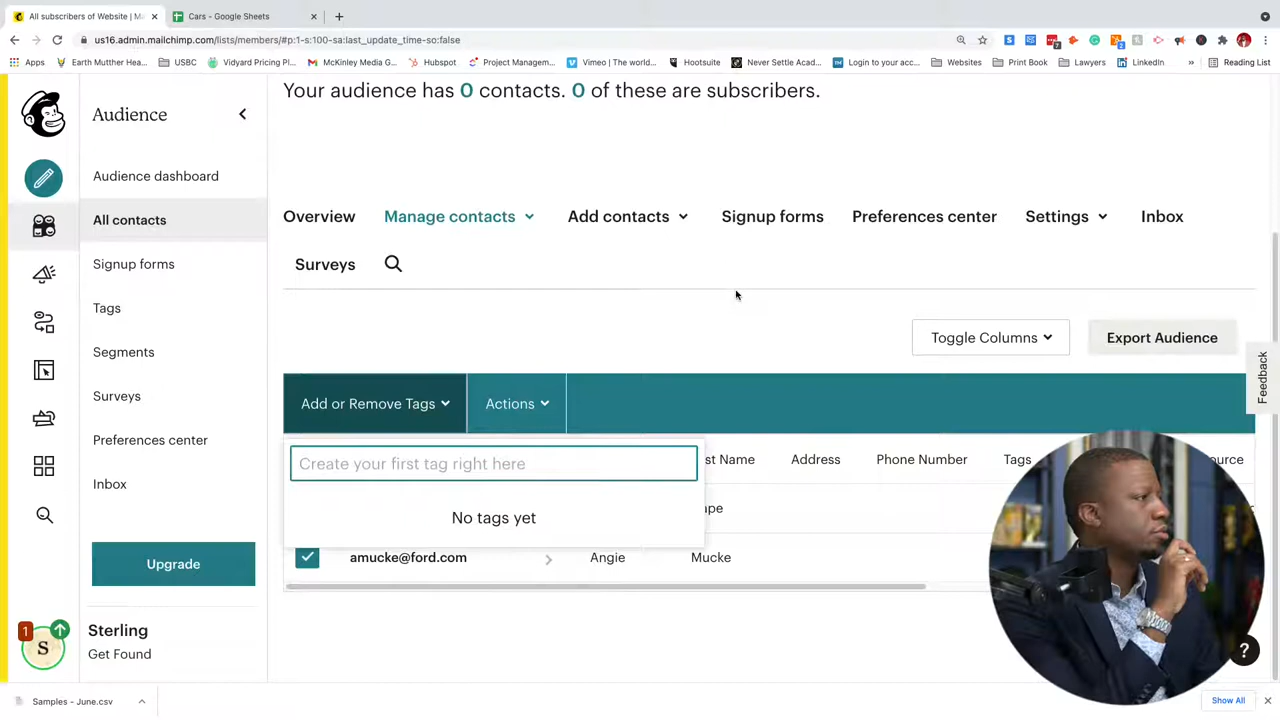 All subscribers of Website | M
Cars - Google Sheets
us16.admin.mailchimp.com/lists/members/#p:1-s:100-sa:last_update_time-so:false
Apps
Earth Mutther Hea...
USBC
Vidyard Pricing Pl...
McKinley Media G...
Hubspot
Project Managem...
Vimeo | The world...
Hootsuite
Never Settle Acad...
Login to your acc...
Websites
Print Book
Lawyers
LinkedIn
»
Reading List
Audience
Audience dashboard
All contacts
Signup forms
Tags
Segments
Surveys
Preferences center
Inbox
Upgrade
1
S
Sterling
Get Found
Your audience has 0 contacts. 0 of these are subscribers.
Overview
Manage contacts
Add contacts
Signup forms
Preferences center
Settings
Inbox
Surveys
Toggle Columns
Export Audience
Feedback
Add or Remove Tags
Actions
Create your first tag right here
No tags yet
st Name
Address
Phone Number
Tags
ource
ape
amucke@ford.com
Angie
Mucke
?
Samples - June.csv
Show All